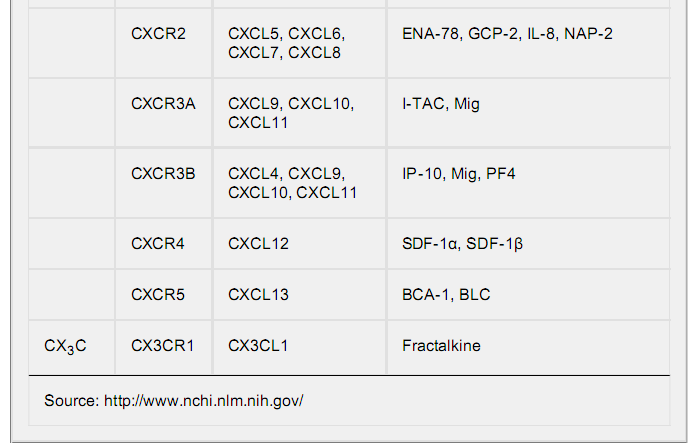 CXCR2 CXCL5, CXCL6, ENA-78, GCP-2, IL-8, NAP-2
CXCL7, CXCL8
CXCR3A CXCL9, CXCL10, I-TAC, Mig
CXCL11
CXCR3B CXCL4, CXCL9, IP-10, Mig, PF4
CXCL10, CXCL11
CXCR4 CXCL12 SDF-1α, SDF-1β
CXCR5 CXCL13 BCA-1, BLC
CX₃C CX3CR1 CX3CL1 Fractalkine
Source: http://www.nchi.nlm.nih.gov/